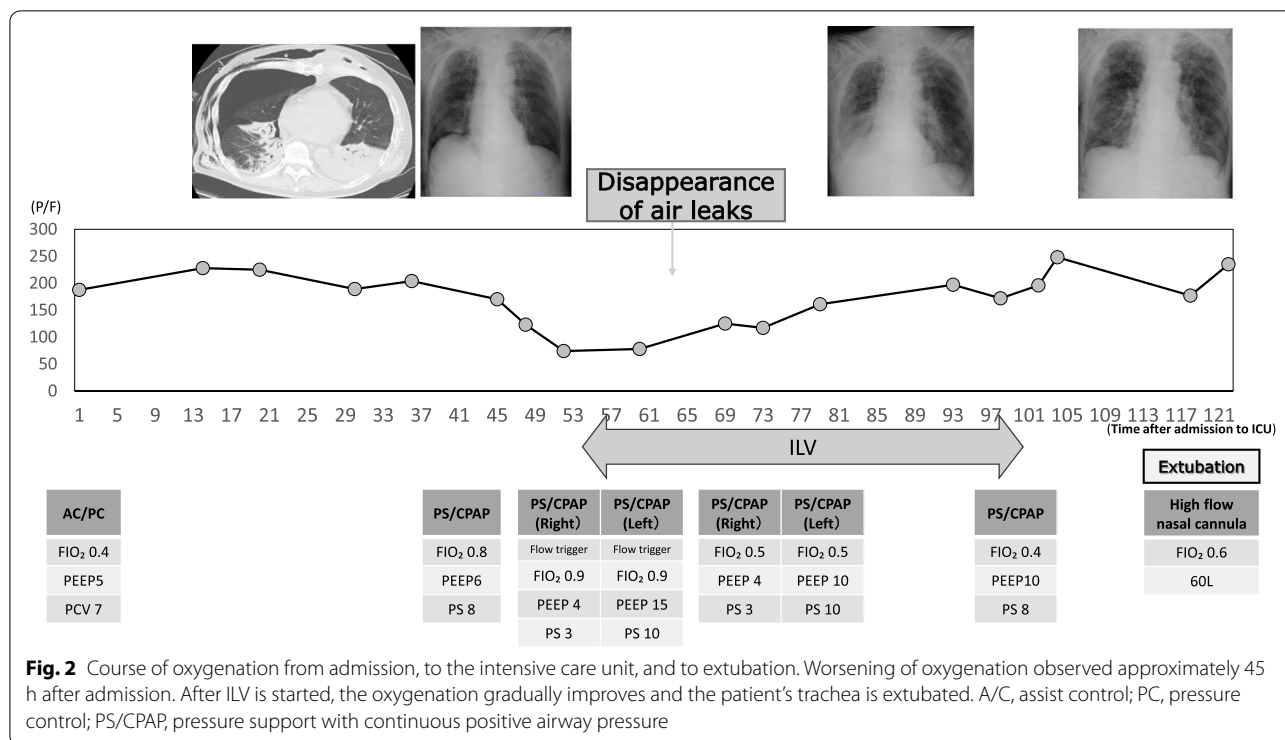 Disappearance
of air leaks
(P/F)
300
250
200
150
100
50
0
1 5 9 13 17 21 25 29 33 37 41 45 49 53 57 61 65 69 73 77 81 85 89 93 97 101 105 109 113 117 121
(Time after admission to ICU)
ILV
Extubation
AC/PC
FIO₂ 0.4
PEEP5
PCV 7
PS/CPAP
FIO₂ 0.8
PEEP6
PS 8
PS/CPAP
(Right)
Flow trigger
FIO₂ 0.9
PEEP 4
PS 3
PS/CPAP
(Left)
Flow trigger
FIO₂ 0.9
PEEP 15
PS 10
PS/CPAP
(Right)
FIO₂ 0.5
PEEP 4
PS 3
PS/CPAP
(Left)
FIO₂ 0.5
PEEP 10
PS 10
PS/CPAP
FIO₂ 0.4
PEEP10
PS 8
High flow
nasal cannula
FIO₂ 0.6
60L
Fig. 2 Course of oxygenation from admission, to the intensive care unit, and to extubation. Worsening of oxygenation observed approximately 45
h after admission. After ILV is started, the oxygenation gradually improves and the patient's trachea is extubated. A/C, assist control; PC, pressure
control; PS/CPAP, pressure support with continuous positive airway pressure